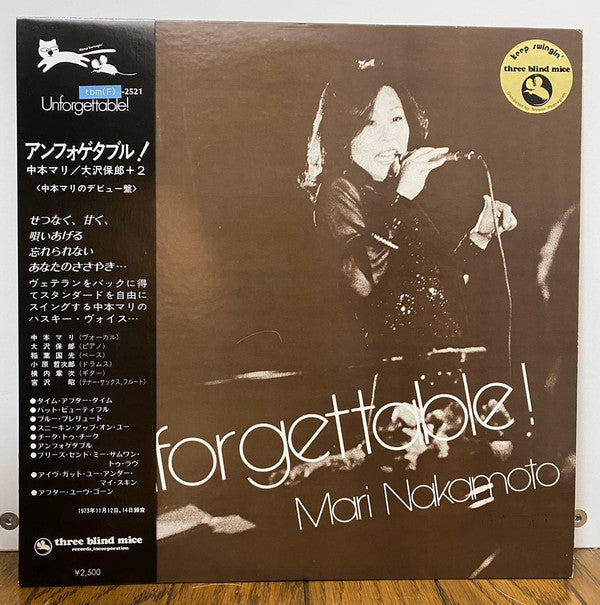 Keep Swingin'
tbm(F)-2521
Unforgettable!
アンフォゲタブル!
中本マリ/大沢保郎+2
〈中本マリのデビュー盤〉
せつなく、甘く、
唄いあげる
忘れられない
あなたのささやき…
ヴェテランをバックに得
てスタンダードを自由に
スイングする中本マリの
ハスキー・ヴォイス…
中本マリ(ヴォーカル)
大沢保郎(ピアノ)
稲葉国光(ベース)
小原哲次郎(ドラムス)
横内章次(ギター)
宮沢昭(テナー・サックス,フルート)
●タイム・アフター・タイム
●バット・ビューティフル
●ブルー・プレリュード
●スニーキン・アップ・オン・ユー
●チーク・トゥ・チーク
●アンフォゲタブル
●プリーズ・センド・ミー・サムワン・
トゥ・ラヴ
●アイヴ・ガット・ユー・アンダー・
マイ・スキン
●アフター・ユーヴ・ゴーン
1973年11月12日,14日録音
three blind mice
records,incorporation
¥2,500
keep swingin'
three blind mice
nforgettable!
Mari Nakamoto